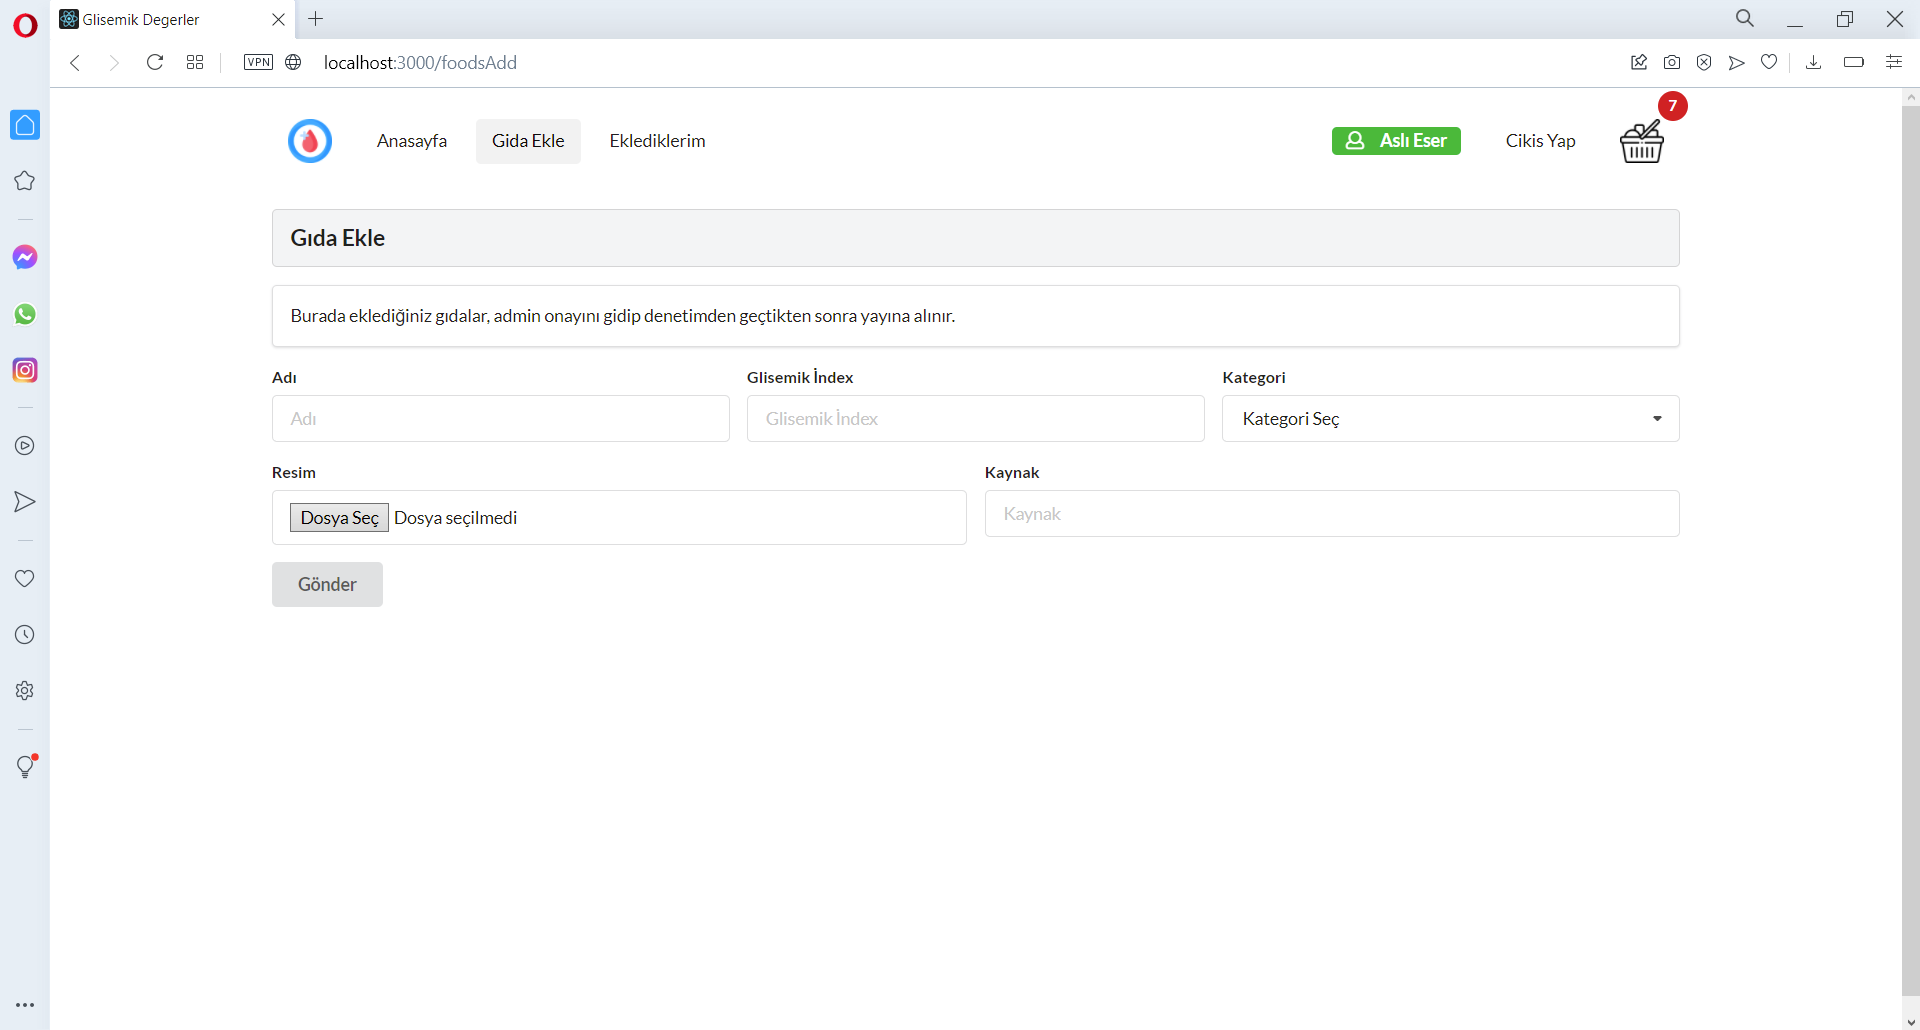 Glisemik Degerler
VPN
localhost:3000/foodsAdd
7
Anasayfa
Gida Ekle
Eklediklerim
Aslı Eser
Cikis Yap
Gıda Ekle
Burada eklediğiniz gıdalar, admin onayını gidip denetimden geçtikten sonra yayına alınır.
Adı
Glisemik İndex
Kategori
Adı
Glisemik İndex
Kategori Seç
Resim
Kaynak
Dosya Seç Dosya seçilmedi
Kaynak
Gönder